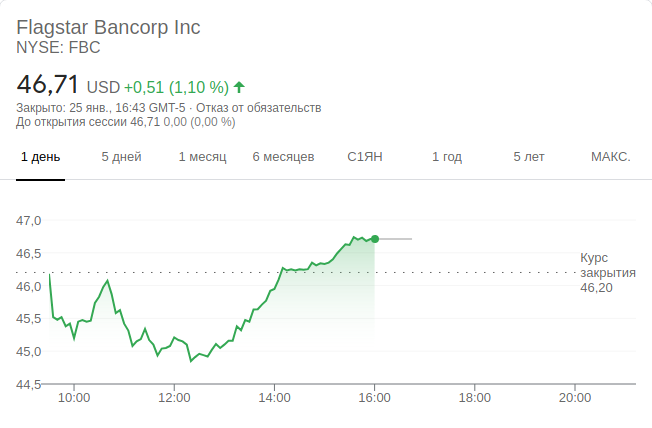 Flagstar Bancorp Inc
NYSE: FBC
46,71 USD +0,51 (1,10 %)
Закрыто: 25 янв., 16:43 GMT-5 · Отказ от обязательств
До открытия сессии 46,71 0,00 (0,00 %)
1 день 5 дней 1 месяц 6 месяцев С1ЯН 1 год 5 лет МАКС.
47,0
46,5
46,0
45,5
45,0
44,5
Курс
закрытия
46,20
10:00 12:00 14:00 16:00 18:00 20:00